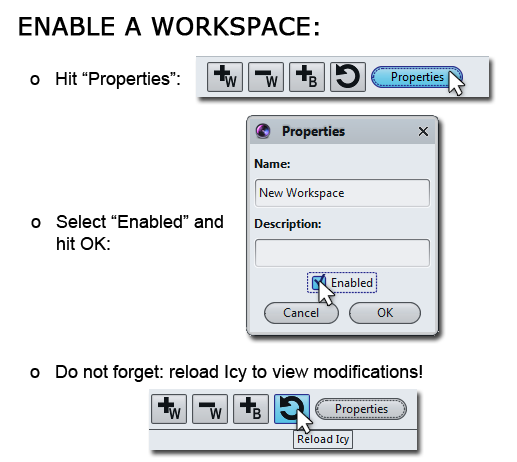 ENABLE A WORKSPACE:
o Hit “Properties”:
+W -W +B Properties
Properties
Name:
New Workspace
Description:
o Select “Enabled” and
hit OK:
Enabled
Cancel OK
o Do not forget: reload Icy to view modifications!
+W -W +B Properties
Reload Icy